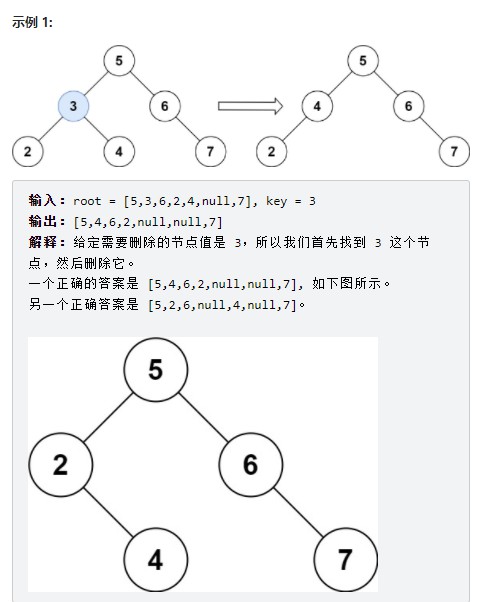 示例 1:
5
5
3
6
4
6
2
4
7
2
7
输入：root = [5,3,6,2,4,null,7], key = 3
输出：[5,4,6,2,null,null,7]
解释：给定需要删除的节点值是 3，所以我们首先找到 3 这个节
点，然后删除它。
一个正确的答案是 [5,4,6,2,null,null,7], 如下图所示。
另一个正确答案是 [5,2,6,null,4,null,7]。
5
2
6
4
7